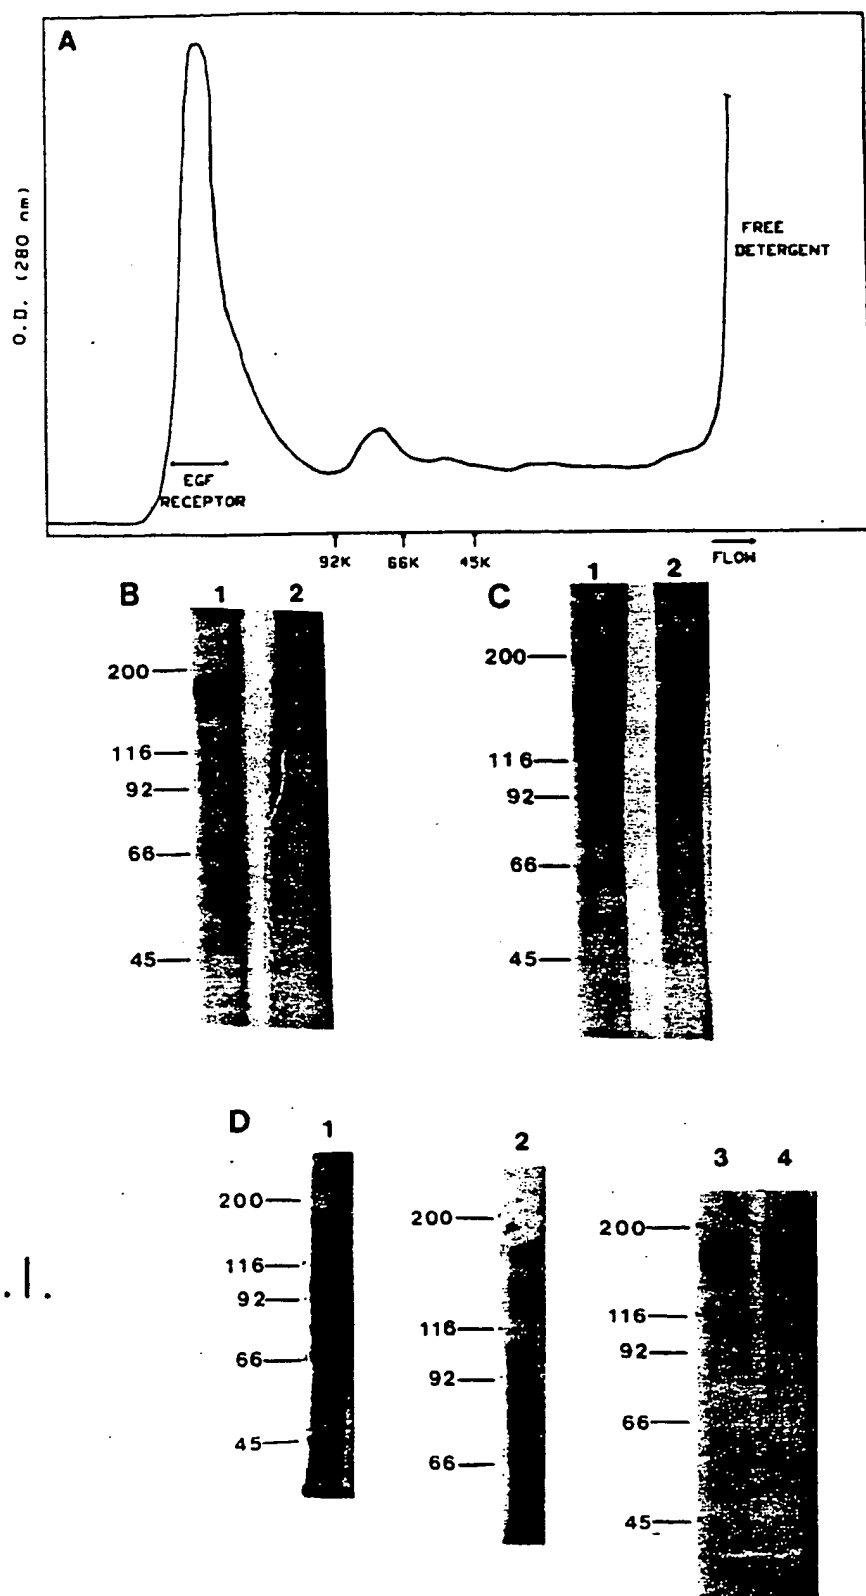 A
O.D. (280 nm)
FREE
DETERGENT
EGF
RECEPTOR
92K 66K 45K FLOW
B 1 2
200
116
92
66
45
C 1 2
200
116
92
66
45
D 1
200
116
92
66
45
2
200
116
92
66
3 4
200
116
92
66
45
.I.